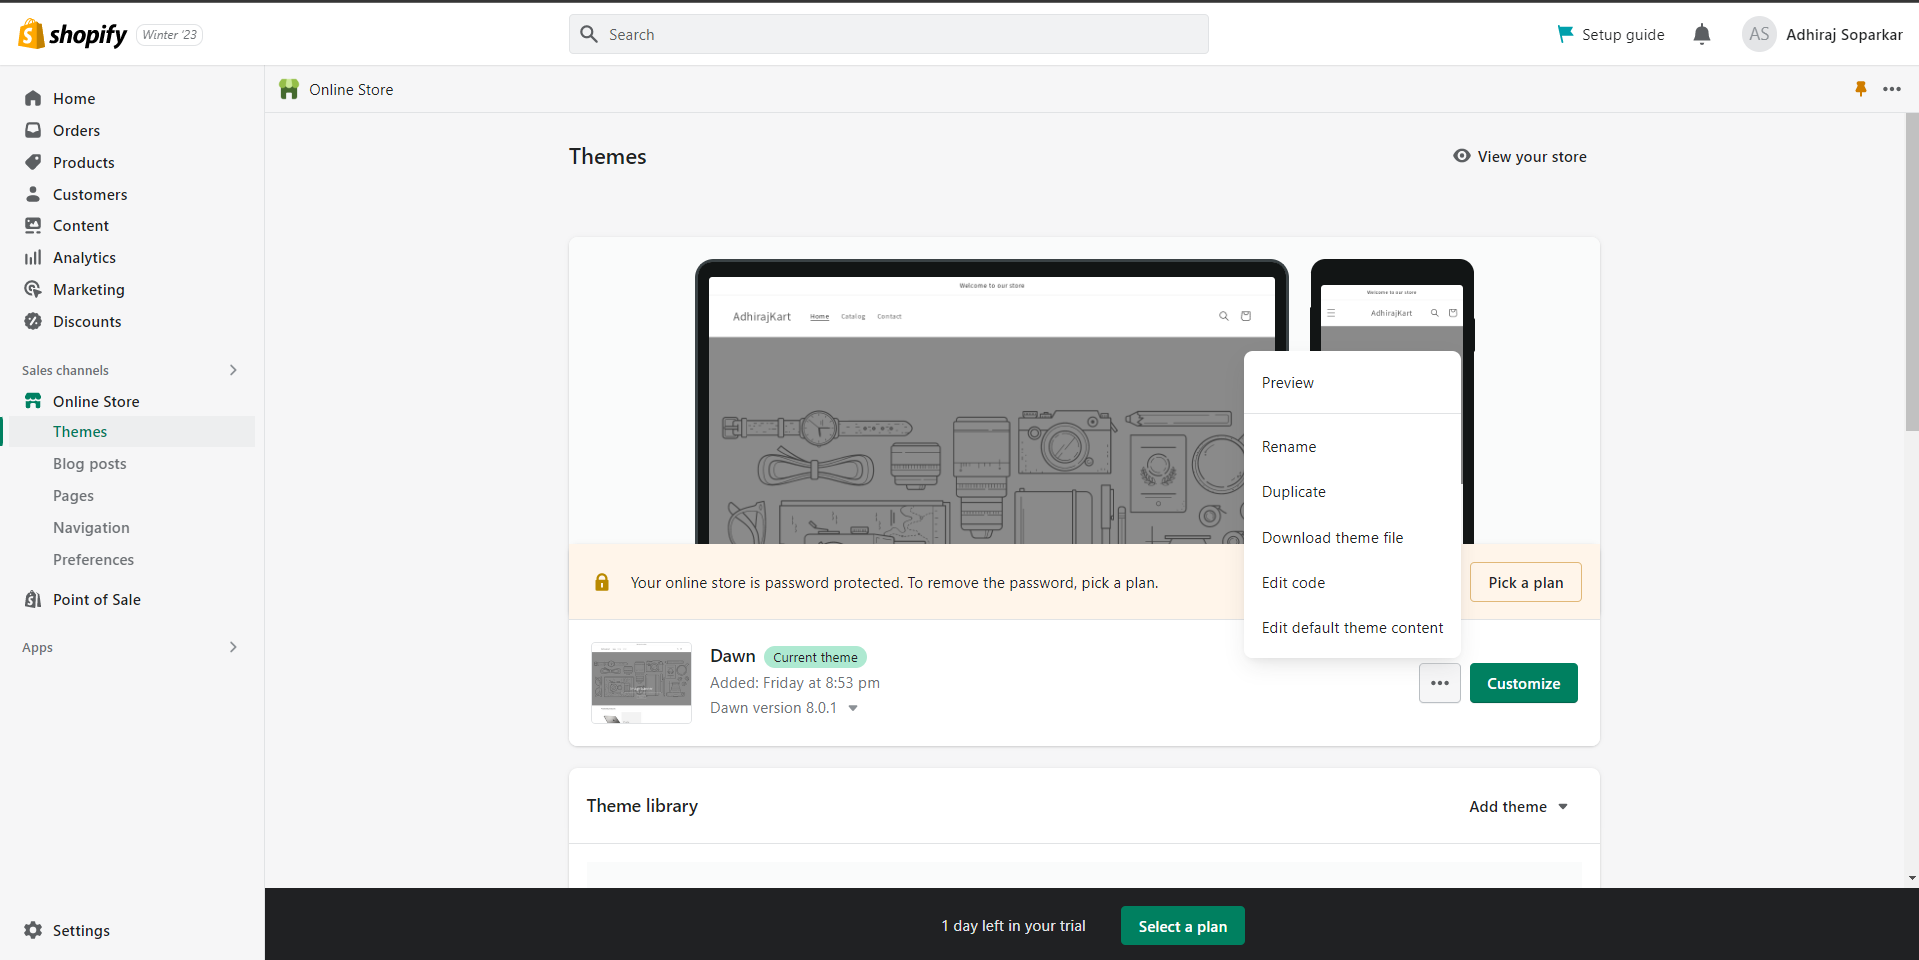 shopify
Winter '23
Search
Setup guide
AS
Adhiraj Soparkar
Home
Orders
Products
Customers
Content
Analytics
Marketing
Discounts
Sales channels
Online Store
Themes
Blog posts
Pages
Navigation
Preferences
Point of Sale
Apps
Settings
Online Store
Themes
View your store
Welcome to our store
AdhirajKart
Home
Catalog
Contact
Welcome to our store
AdhirajKart
Preview
Rename
Duplicate
Download theme file
Edit code
Edit default theme content
Your online store is password protected. To remove the password, pick a plan.
Pick a plan
Dawn
Current theme
Added: Friday at 8:53 pm
Dawn version 8.0.1
Customize
Theme library
Add theme
1 day left in your trial
Select a plan